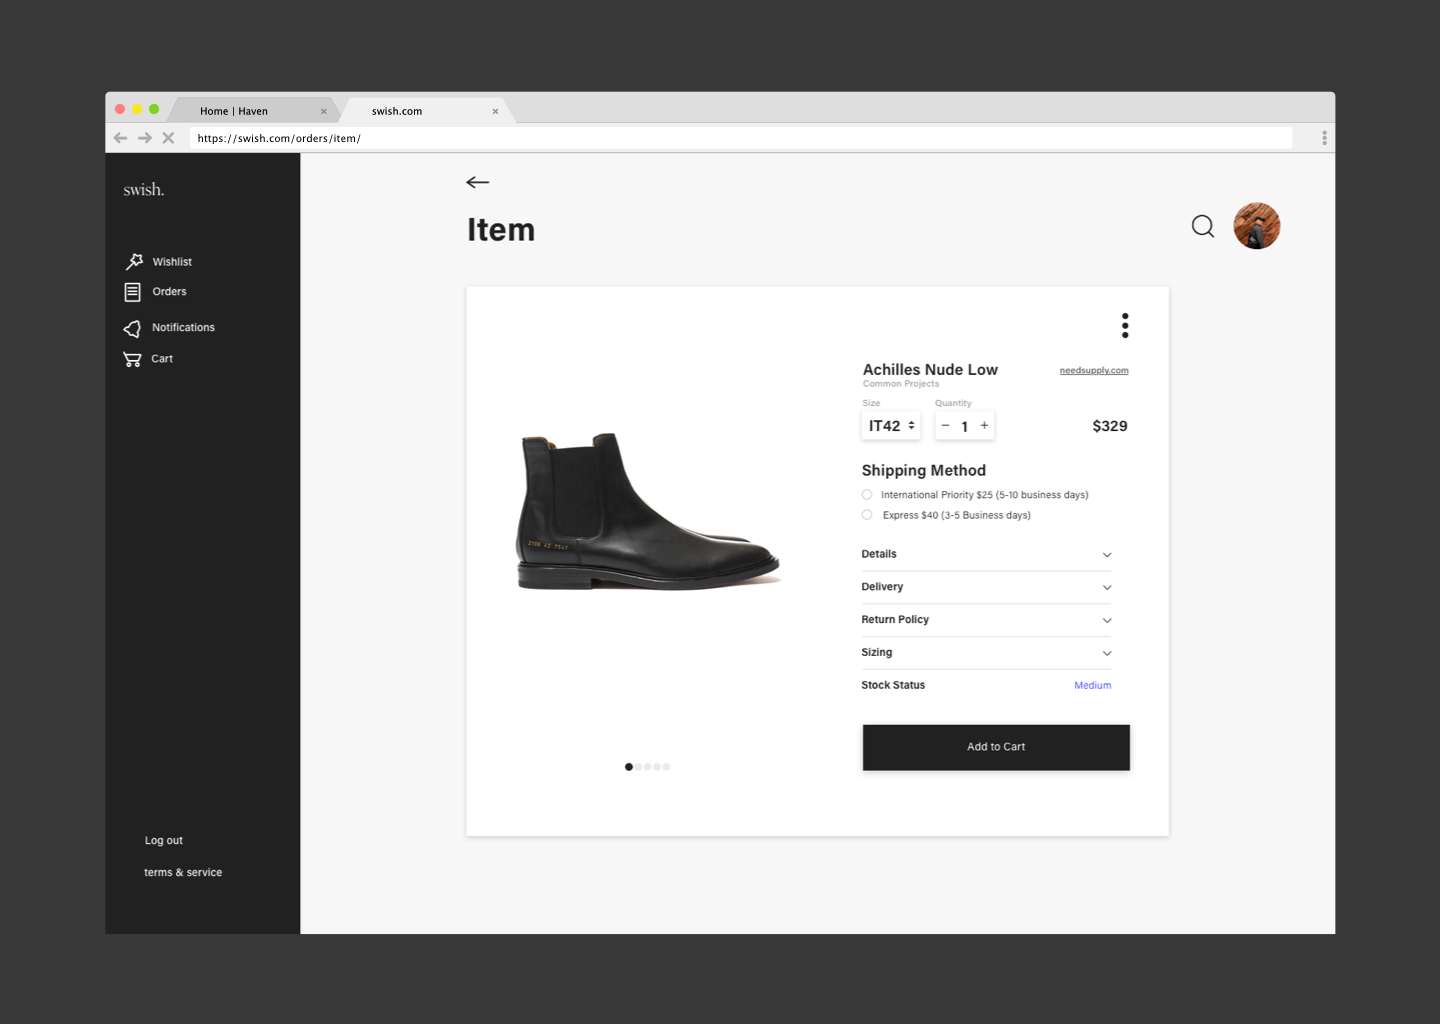 Home | Haven
swish.com
https://swish.com/orders/item/
swish.
Wishlist
Orders
Notifications
Cart
Log out
terms & service
Item
Achilles Nude Low
needsupply.com
Common Projects
Size
Quantity
IT42
− 1 +
$329
Shipping Method
International Priority $25 (5-10 business days)
Express $40 (3-5 Business days)
Details
Delivery
Return Policy
Sizing
Stock Status
Medium
Add to Cart